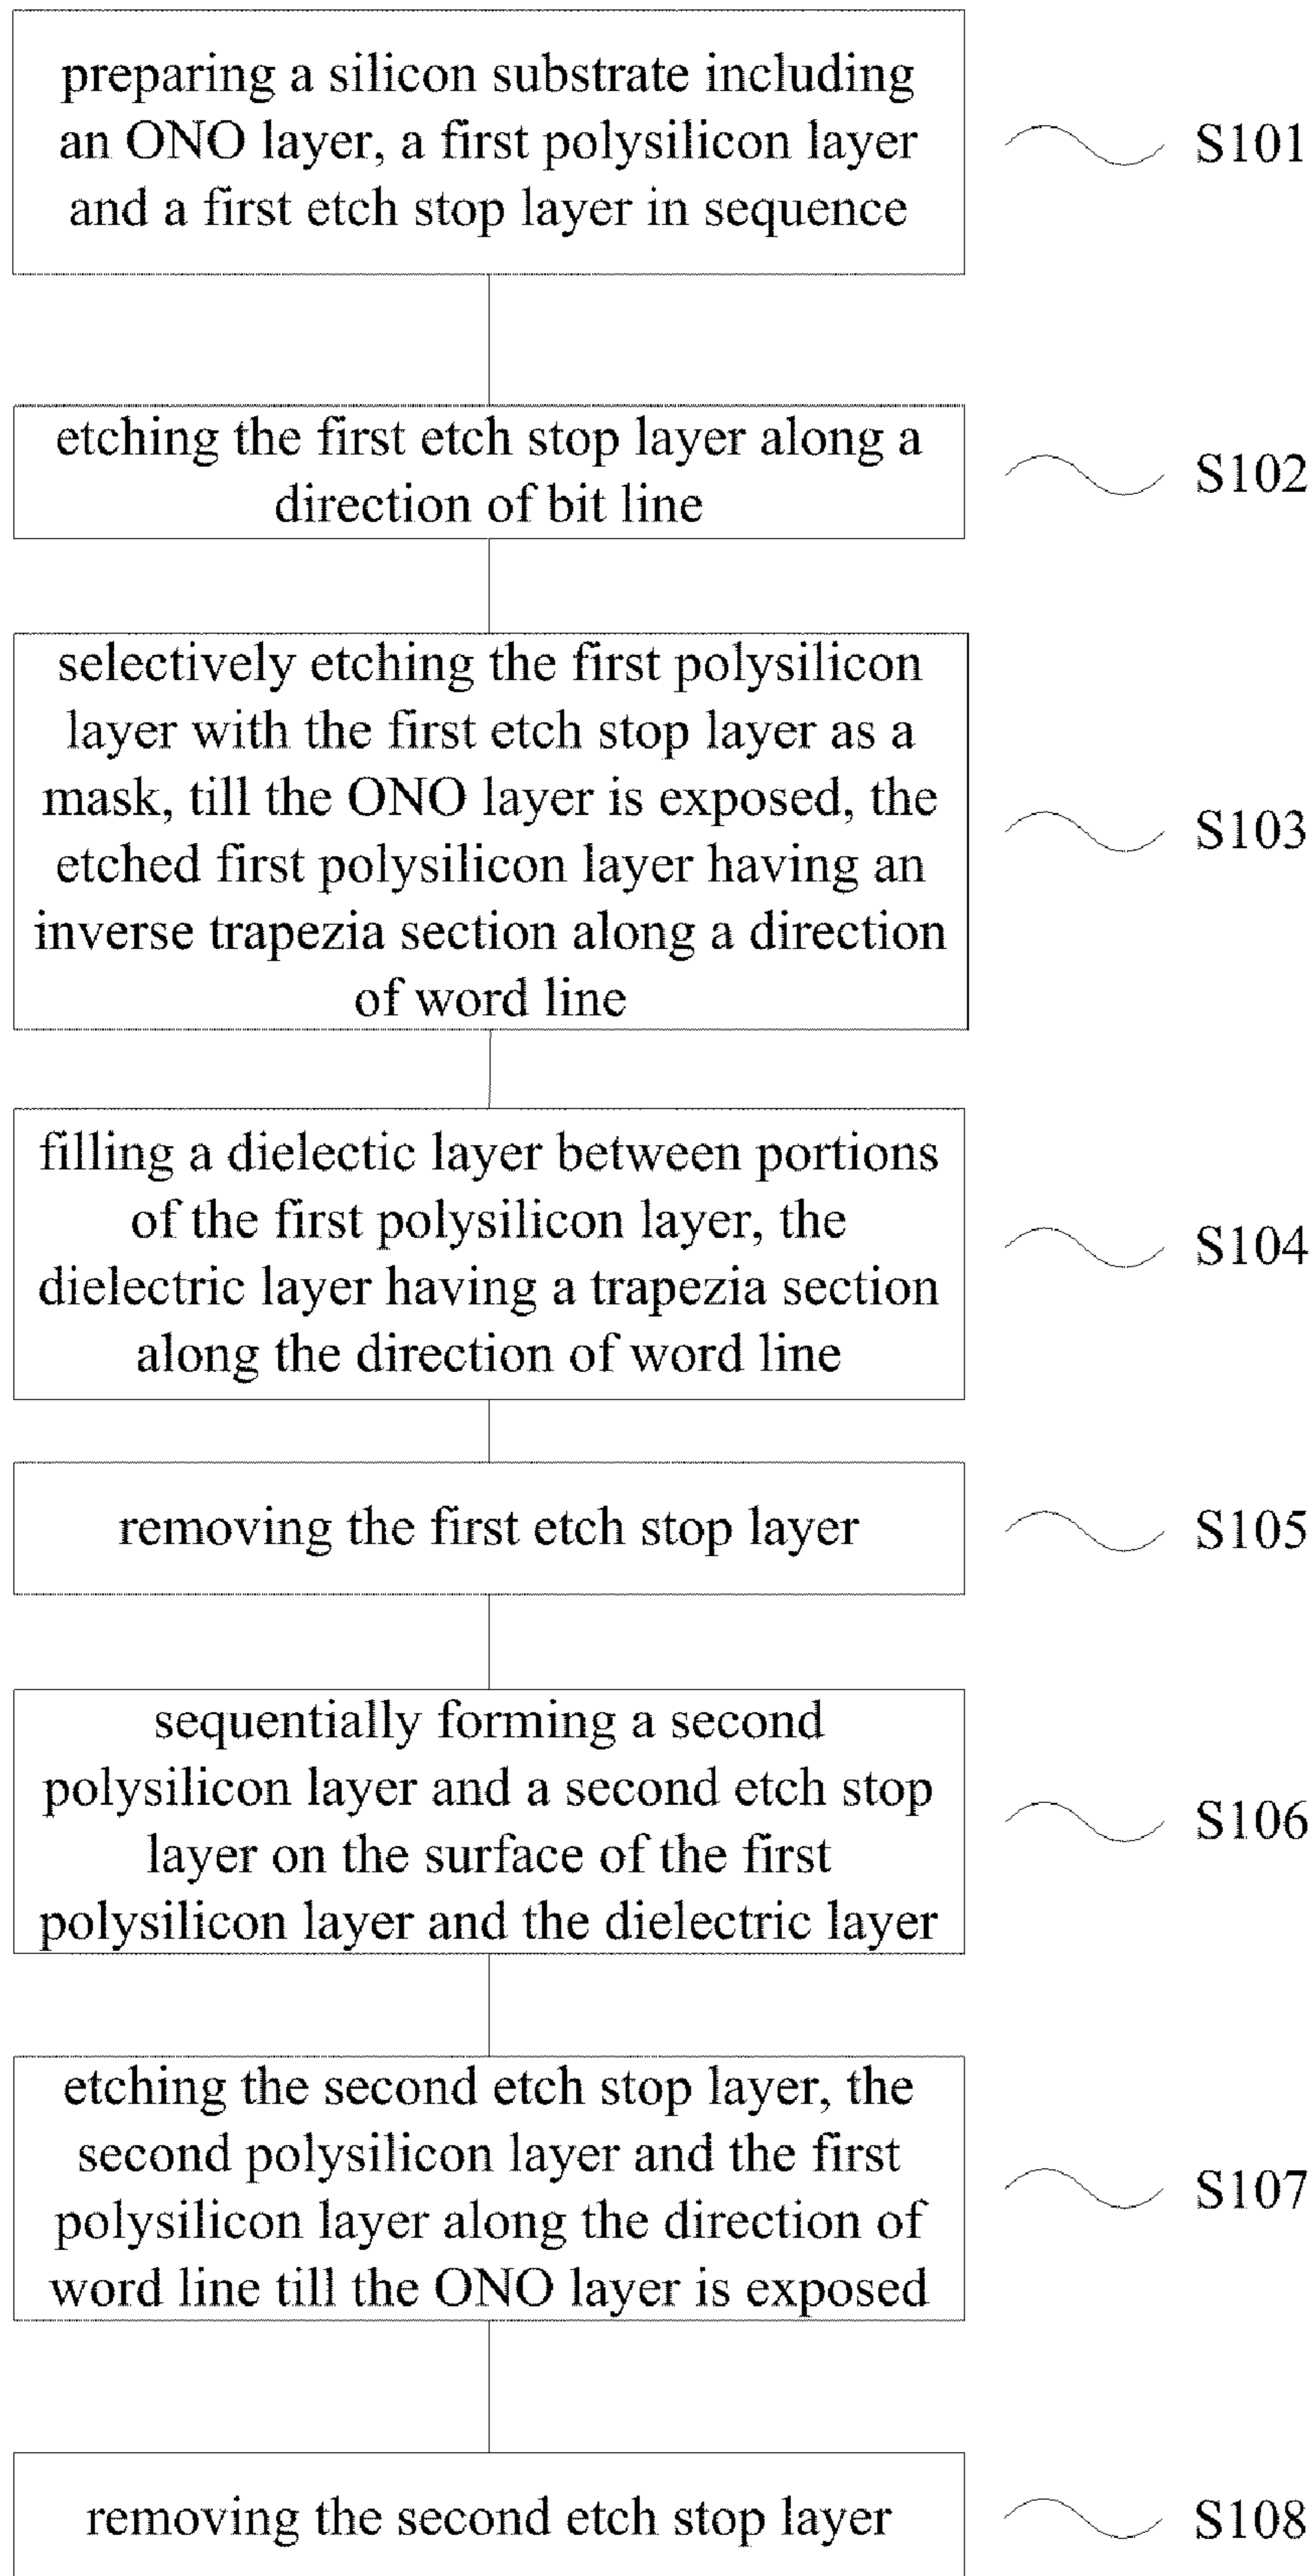 preparing a silicon substrate including
an ONO layer, a first polysilicon layer
and a first etch stop layer in sequence
S101
etching the first etch stop layer along a
direction of bit line
S102
selectively etching the first polysilicon
layer with the first etch stop layer as a
mask, till the ONO layer is exposed, the
etched first polysilicon layer having an
inverse trapezia section along a direction
of word line
S103
filling a dielectic layer between portions
of the first polysilicon layer, the
dielectric layer having a trapezia section
along the direction of word line
S104
removing the first etch stop layer
S105
sequentially forming a second
polysilicon layer and a second etch stop
layer on the surface of the first
polysilicon layer and the dielectric layer
S106
etching the second etch stop layer, the
second polysilicon layer and the first
polysilicon layer along the direction of
word line till the ONO layer is exposed
S107
removing the second etch stop layer
S108